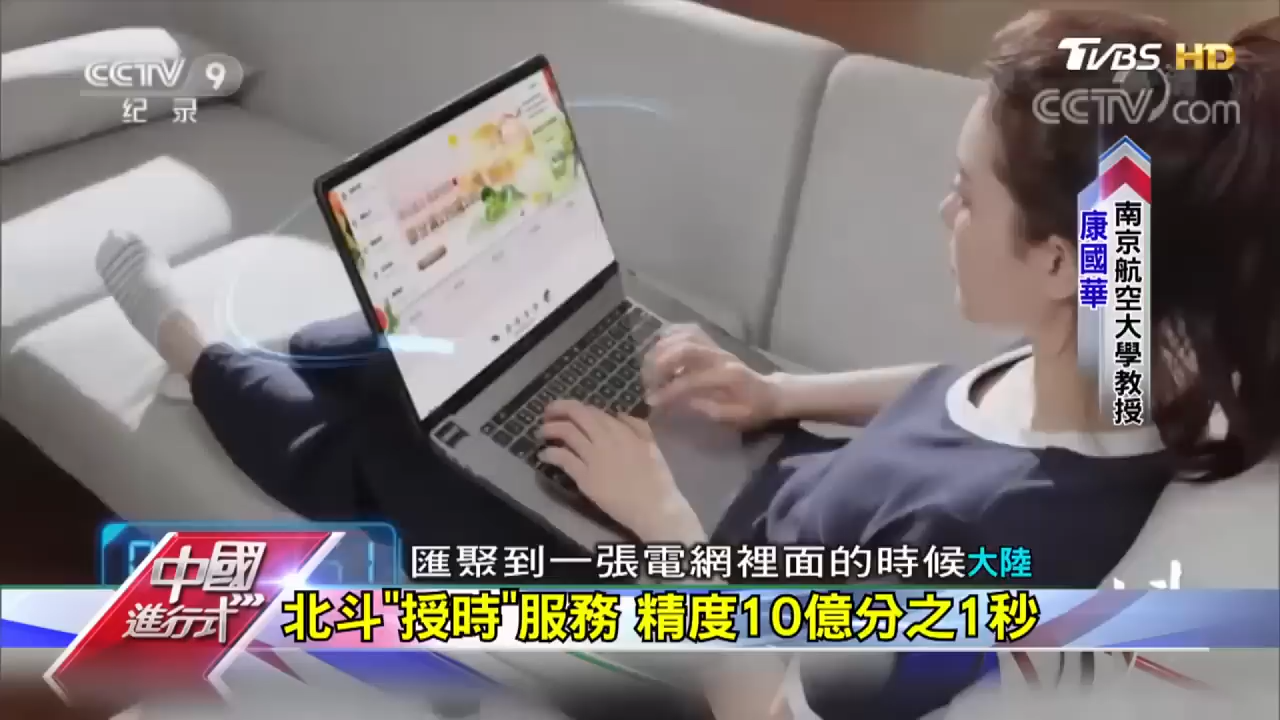 CCTV 9
纪录
TVBS HD
CCTV.com
南京航空大學教授
康國華
匯聚到一張電網裡面的時候大陸
中國進行式
北斗"授時"服務 精度10億分之1秒